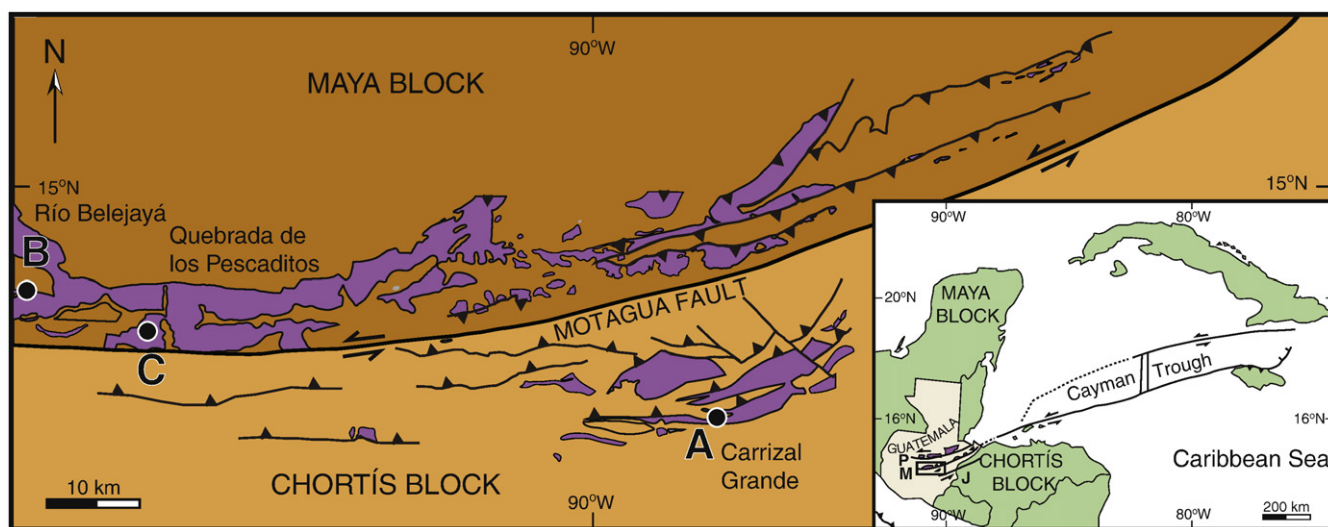 90°W
N
MAYA BLOCK
15°N
15°N
Río Belejayá
B
Quebrada de
los Pescaditos
C
MOTAGUA FAULT
A
Carrizal
Grande
CHORTÍS BLOCK
10 km
90°W
90°W
80°W
20°N
20°N
MAYA
BLOCK
Cayman
Trough
16°N
16°N
GUATEMALA
P
M
J
CHORTÍS
BLOCK
Caribbean Sea
90°W
80°W
200 km